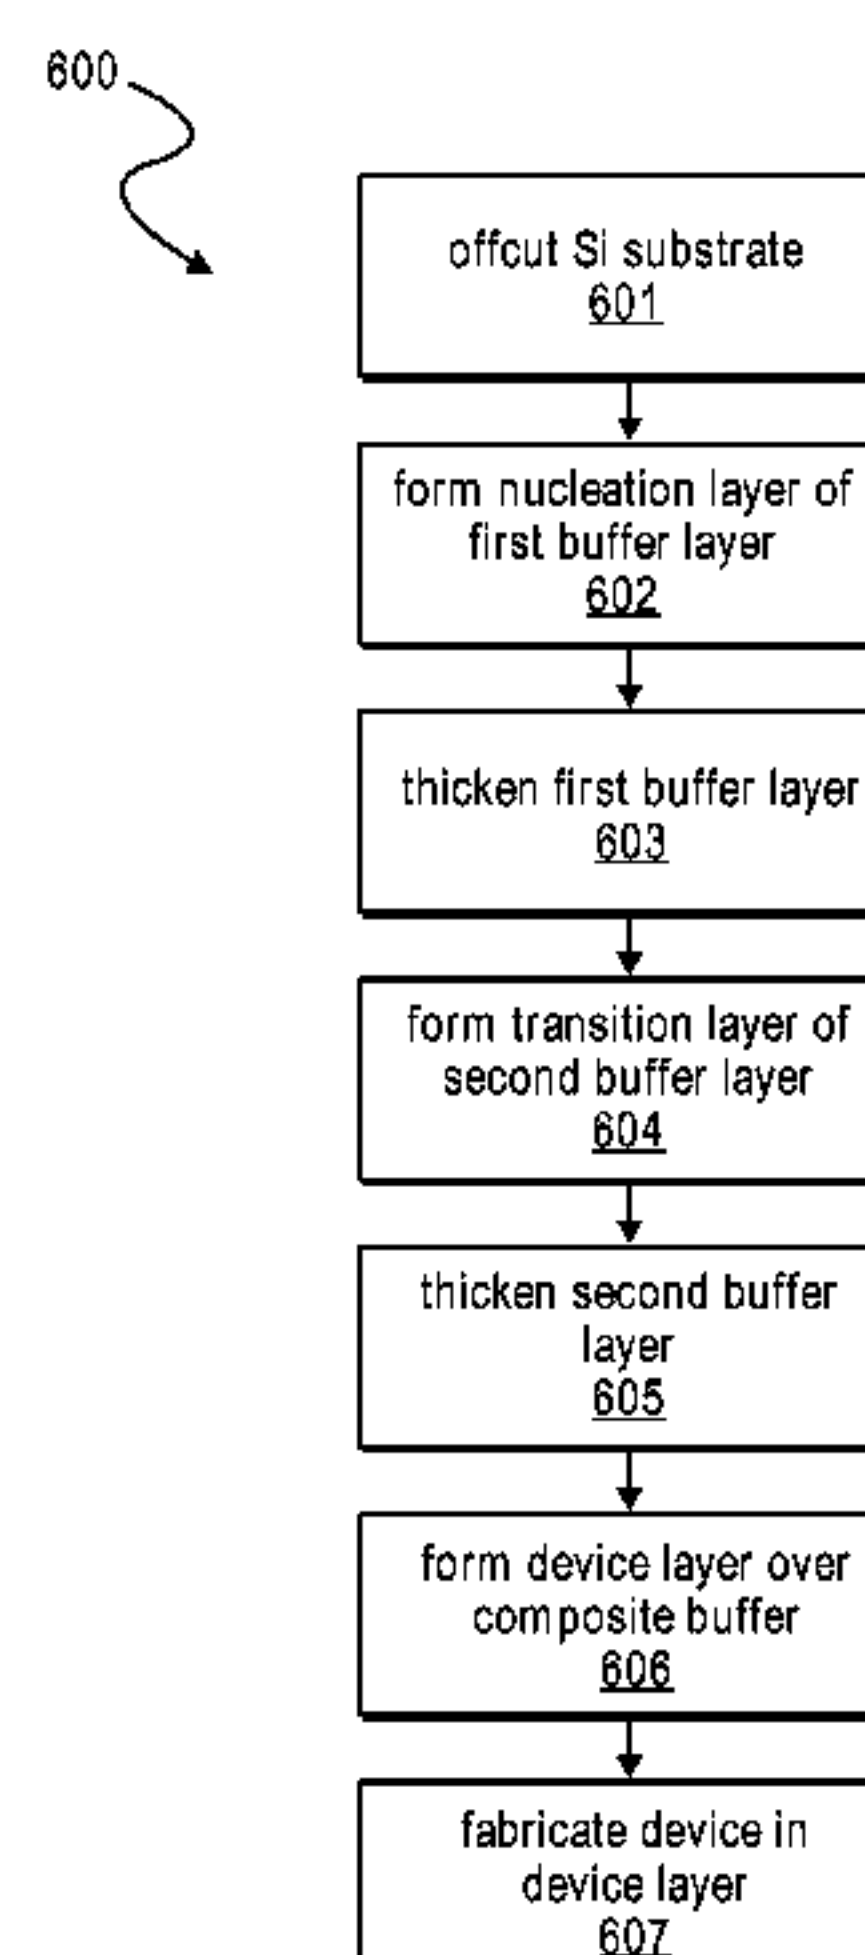 600
offcut Si substrate
601
form nucleation layer of
first buffer layer
602
thicken first buffer layer
603
form transition layer of
second buffer layer
604
thicken second buffer
layer
605
form device layer over
composite buffer
606
fabricate device in
device layer
607